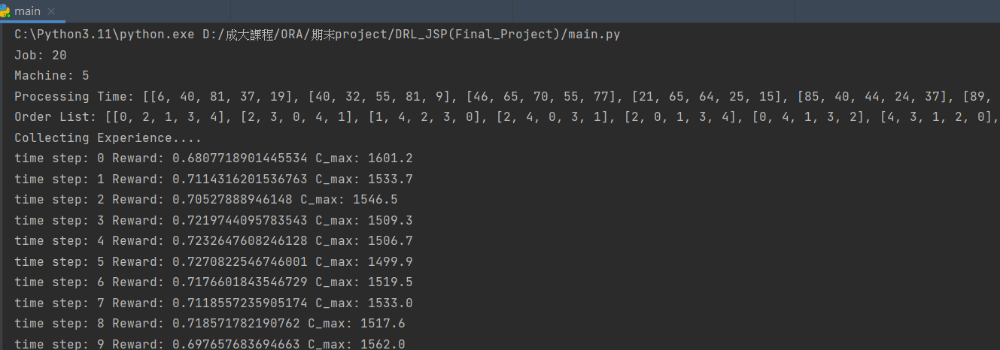 main
C:\Python3.11\python.exe D:/成大課程/ORA/期末project/DRL_JSP(Final_Project)/main.py
Job: 20
Machine: 5
Processing Time: [[6, 40, 81, 37, 19], [40, 32, 55, 81, 9], [46, 65, 70, 55, 77], [21, 65, 64, 25, 15], [85, 40, 44, 24, 37], [89,
Order List: [[0, 2, 1, 3, 4], [2, 3, 0, 4, 1], [1, 4, 2, 3, 0], [2, 4, 0, 3, 1], [2, 0, 1, 3, 4], [0, 4, 1, 3, 2], [4, 3, 1, 2, 0],
Collecting Experience....
time step: 0 Reward: 0.6807718901445534 C_max: 1601.2
time step: 1 Reward: 0.7114316201536763 C_max: 1533.7
time step: 2 Reward: 0.70527888946148 C_max: 1546.5
time step: 3 Reward: 0.7219744095783543 C_max: 1509.3
time step: 4 Reward: 0.7232647608246128 C_max: 1506.7
time step: 5 Reward: 0.7270822546746001 C_max: 1499.9
time step: 6 Reward: 0.7176601843546729 C_max: 1519.5
time step: 7 Reward: 0.7118557235905174 C_max: 1533.0
time step: 8 Reward: 0.718571782190762 C_max: 1517.6
time step: 9 Reward: 0.697657683694663 C_max: 1562.0